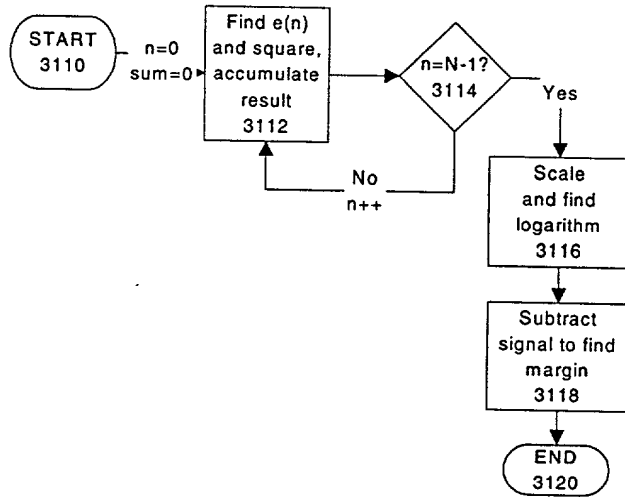 START
3110
n=0
sum=0
Find e(n)
and square,
accumulate
result
3112
n=N-1?
3114
Yes
No
n++
Scale
and find
logarithm
3116
Subtract
signal to find
margin
3118
END
3120